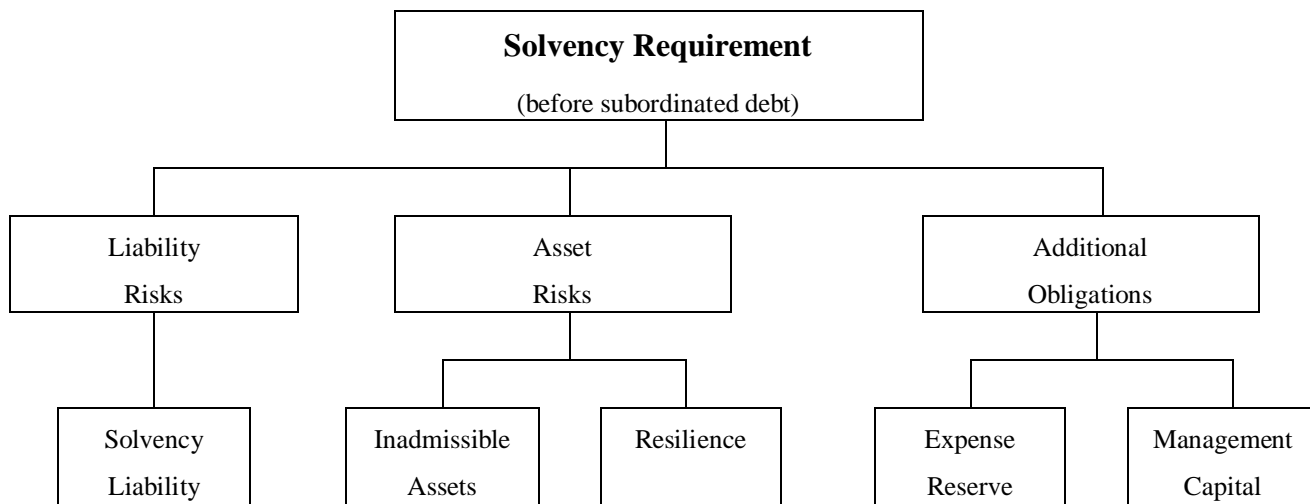 Solvency Requirement
(before subordinated debt)
Liability
Risks
Asset
Risks
Additional
Obligations
Solvency
Liability
Inadmissible
Assets
Resilience
Expense
Reserve
Management
Capital